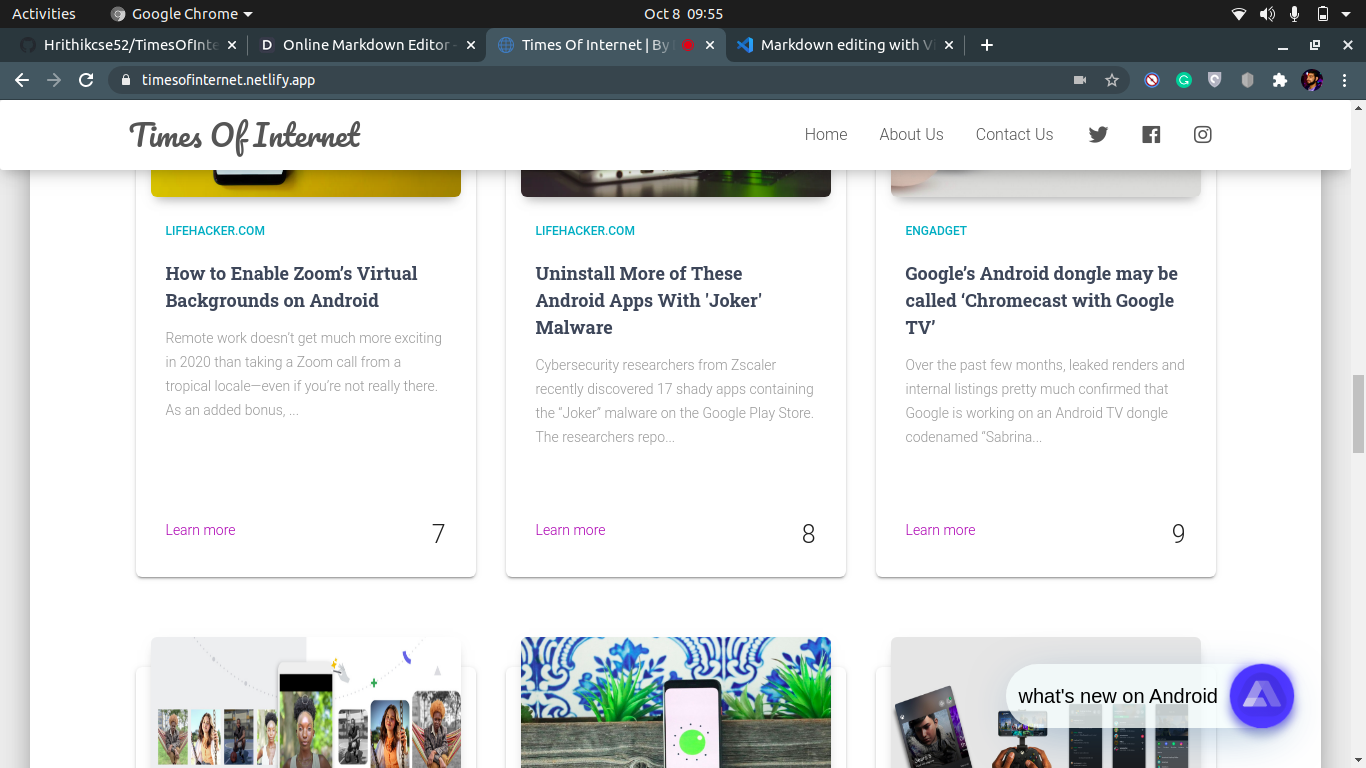 Activities
Google Chrome
Oct 8 09:55
Hrithikcse52/TimesOfInte
Online Markdown Editor -
Times Of Internet | By
Markdown editing with V
timesofinternet.netlify.app
Times Of Internet
Home
About Us
Contact Us
LIFEHACKER.COM
How to Enable Zoom’s Virtual
Backgrounds on Android
Remote work doesn’t get much more exciting
in 2020 than taking a Zoom call from a
tropical locale—even if you’re not really there.
As an added bonus, ...
Learn more
7
LIFEHACKER.COM
Uninstall More of These
Android Apps With 'Joker'
Malware
Cybersecurity researchers from Zscaler
recently discovered 17 shady apps containing
the “Joker” malware on the Google Play Store.
The researchers repo...
Learn more
8
ENGADGET
Google’s Android dongle may be
called ‘Chromecast with Google
TV’
Over the past few months, leaked renders and
internal listings pretty much confirmed that
Google is working on an Android TV dongle
codenamed “Sabrina...
Learn more
9
what's new on Android